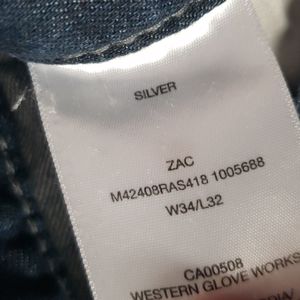 SILVER
ZAC
M42408RAS418 1005688
W34/L32
CA00508
WESTERN GLOVE WORKS